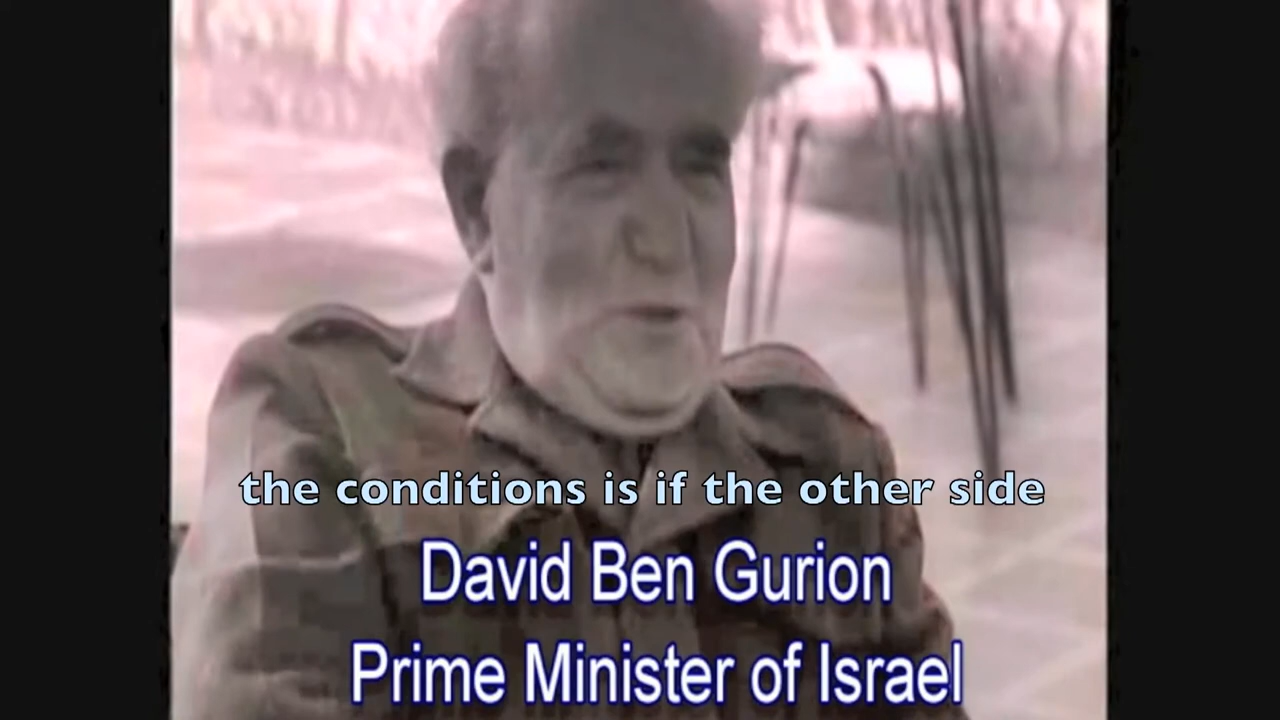 the conditions is if the other side
David Ben Gurion
Prime Minister of Israel